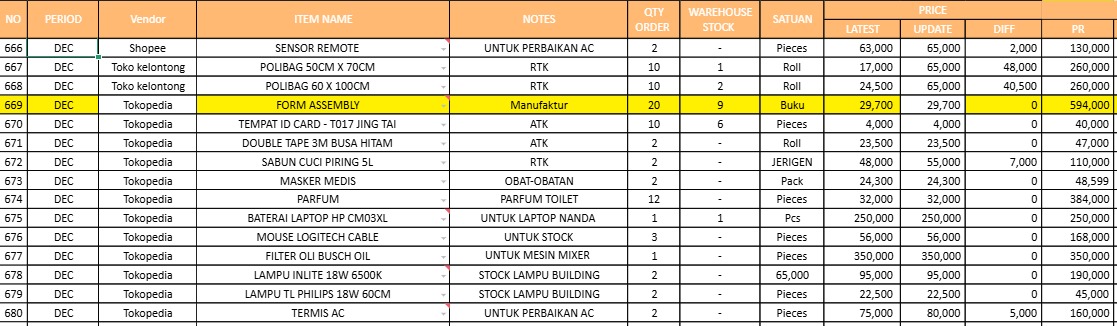 NO PERIOD Vendor ITEM NAME NOTES QTY ORDER WAREHOUSE STOCK SATUAN PRICE
LATEST UPDATE DIFF PR
666 DEC Shopee SENSOR REMOTE UNTUK PERBAIKAN AC 2 - Pieces 63,000 65,000 2,000 130,000
667 DEC Toko kelontong POLIBAG 50CM X 70CM RTK 10 1 Roll 17,000 65,000 48,000 260,000
668 DEC Toko kelontong POLIBAG 60 X 100CM RTK 10 2 Roll 24,500 65,000 40,500 260,000
669 DEC Tokopedia FORM ASSEMBLY Manufaktur 20 9 Buku 29,700 29,700 0 594,000
670 DEC Tokopedia TEMPAT ID CARD - T017 JING TAI ATK 10 6 Pieces 4,000 4,000 0 40,000
671 DEC Tokopedia DOUBLE TAPE 3M BUSA HITAM ATK 2 - Roll 23,500 23,500 0 47,000
672 DEC Tokopedia SABUN CUCI PIRING 5L RTK 2 - JERIGEN 48,000 55,000 7,000 110,000
673 DEC Tokopedia MASKER MEDIS OBAT-OBATAN 2 - Pack 24,300 24,300 0 48,599
674 DEC Tokopedia PARFUM PARFUM TOILET 12 - Pieces 32,000 32,000 0 384,000
675 DEC Tokopedia BATERAI LAPTOP HP CM03XL UNTUK LAPTOP NANDA 1 1 Pcs 250,000 250,000 0 250,000
676 DEC Tokopedia MOUSE LOGITECH CABLE UNTUK STOCK 3 - Pieces 56,000 56,000 0 168,000
677 DEC Tokopedia FILTER OLI BUSCH OIL UNTUK MESIN MIXER 1 - Pieces 350,000 350,000 0 350,000
678 DEC Tokopedia LAMPU INLITE 18W 6500K STOCK LAMPU BUILDING 2 - 65,000 95,000 95,000 0 190,000
679 DEC Tokopedia LAMPU TL PHILIPS 18W 60CM STOCK LAMPU BUILDING 2 - Pieces 22,500 22,500 0 45,000
680 DEC Tokopedia TERMIS AC UNTUK PERBAIKAN AC 2 - Pieces 75,000 80,000 5,000 160,000